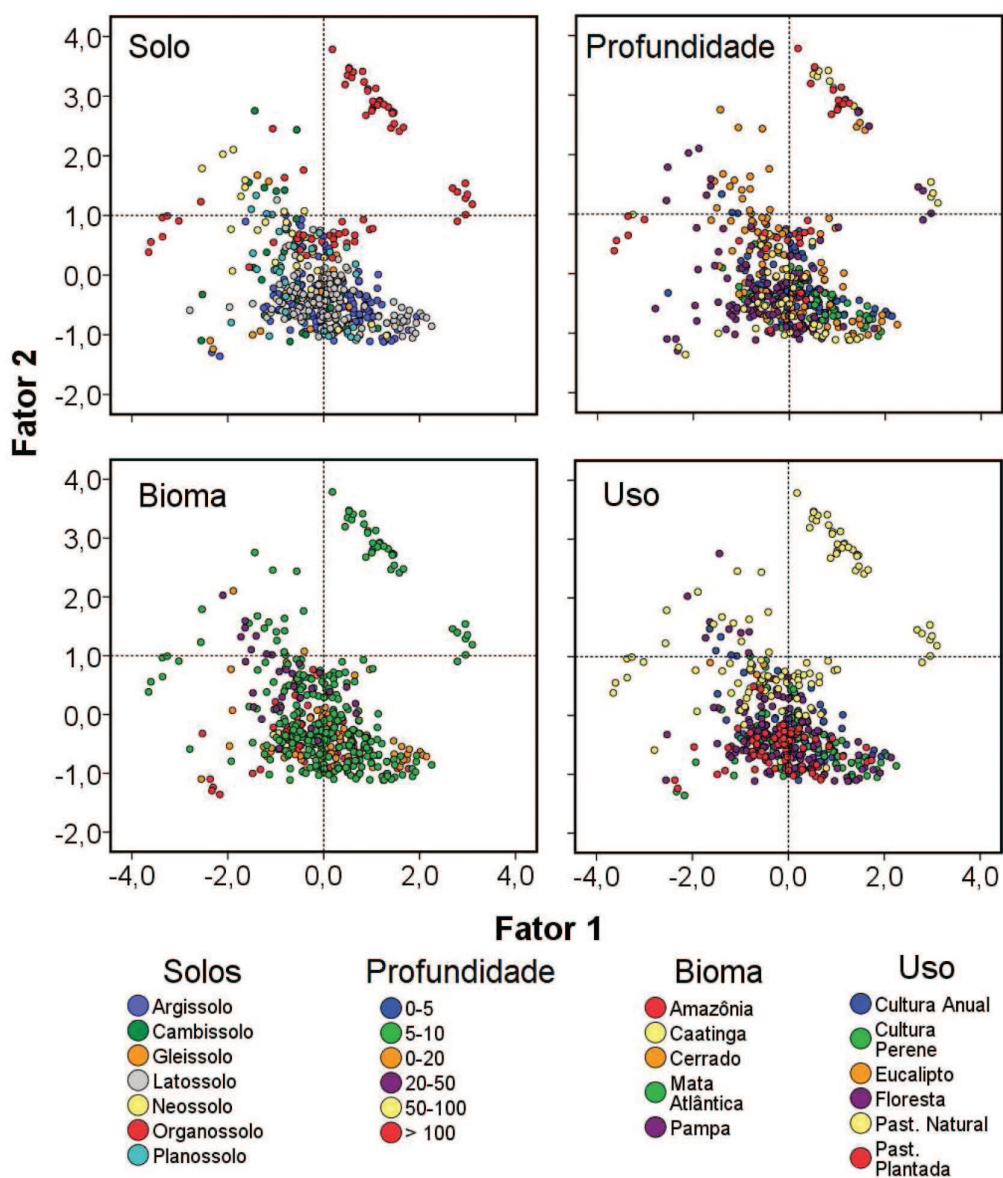 Solo
Profundidade
4,0
3,0
2,0
1,0
0,0
-1,0
-2,0
Fator 2
Bioma
Uso
4,0
3,0
2,0
1,0
0,0
-1,0
-2,0
-4,0 -2,0 0,0 2,0 4,0
-4,0 -2,0 0,0 2,0 4,0
Fator 1
Solos
Argissolo
Cambissolo
Gleissolo
Latossolo
Neossolo
Organossolo
Planossolo
Profundidade
0-5
5-10
0-20
20-50
50-100
> 100
Bioma
Amazônia
Caatinga
Cerrado
Mata
Atlântica
Pampa
Uso
Cultura Anual
Cultura
Perene
Eucalipto
Floresta
Past. Natural
Past.
Plantada